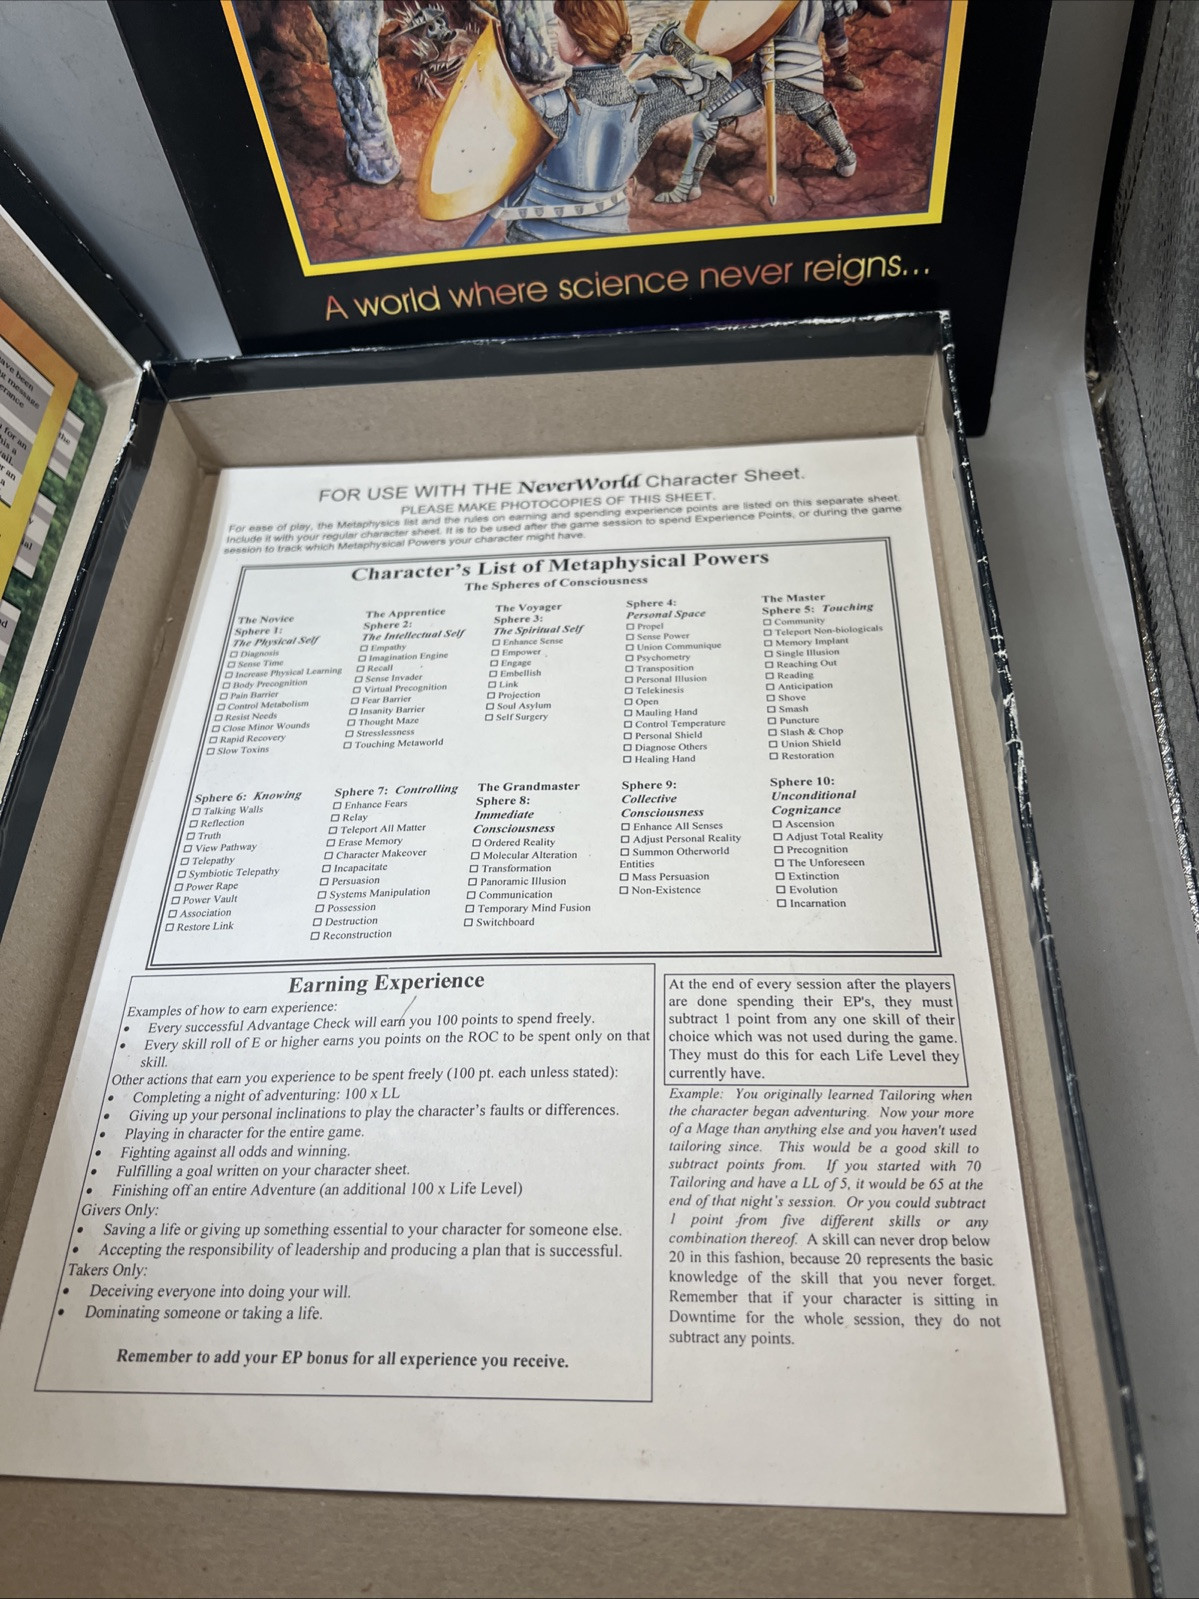 A world where science never reigns...
FOR USE WITH THE NeverWorld Character Sheet.
PLEASE MAKE PHOTOCOPIES OF THIS SHEET.
For ease of play, the Metaphysics list and the rules on earning and spending experience points are listed on this separate sheet.
Include it with your regular character sheet. It is to be used after the game session to spend Experience Points, or during the game
session to track which Metaphysical Powers your character might have.
Character's List of Metaphysical Powers
The Spheres of Consciousness
The Novice
Sphere 1:
The Physical Self
☐ Diagnosis
☐ Sense Time
☐ Increase Physical Learning
☐ Body Precognition
☐ Pain Barrier
☐ Control Metabolism
☐ Resist Needs
☐ Close Minor Wounds
☐ Rapid Recovery
☐ Slow Toxins
The Apprentice
Sphere 2:
The Intellectual Self
☐ Empathy
☐ Imagination Engine
☐ Recall
☐ Sense Invader
☐ Virtual Precognition
☐ Fear Barrier
☐ Insanity Barrier
☐ Thought Maze
☐ Stresslessness
☐ Touching Metaworld
The Voyager
Sphere 3:
The Spiritual Self
☐ Enhance Sense
☐ Empower
☐ Engage
☐ Embellish
☐ Link
☐ Projection
☐ Soul Asylum
☐ Self Surgery
Sphere 4:
Personal Space
☐ Propel
☐ Sense Power
☐ Union Communique
☐ Psychometry
☐ Transposition
☐ Personal Illusion
☐ Telekinesis
☐ Open
☐ Mauling Hand
☐ Control Temperature
☐ Personal Shield
☐ Diagnose Others
☐ Healing Hand
The Master
Sphere 5: Touching
☐ Community
☐ Teleport Non-biologicals
☐ Memory Implant
☐ Single Illusion
☐ Reaching Out
☐ Reading
☐ Anticipation
☐ Shove
☐ Smash
☐ Puncture
☐ Slash & Chop
☐ Union Shield
☐ Restoration
Sphere 6: Knowing
☐ Talking Walls
☐ Reflection
☐ Truth
☐ View Pathway
☐ Telepathy
☐ Symbiotic Telepathy
☐ Power Rape
☐ Power Vault
☐ Association
☐ Restore Link
Sphere 7: Controlling
☐ Enhance Fears
☐ Relay
☐ Teleport All Matter
☐ Erase Memory
☐ Character Makeover
☐ Incapacitate
☐ Persuasion
☐ Systems Manipulation
☐ Possession
☐ Destruction
☐ Reconstruction
The Grandmaster
Sphere 8:
Immediate
Consciousness
☐ Ordered Reality
☐ Molecular Alteration
☐ Transformation
☐ Panoramic Illusion
☐ Communication
☐ Temporary Mind Fusion
☐ Switchboard
Sphere 9:
Collective
Consciousness
☐ Enhance All Senses
☐ Adjust Personal Reality
☐ Summon Otherworld
Entities
☐ Mass Persuasion
☐ Non-Existence
Sphere 10:
Unconditional
Cognizance
☐ Ascension
☐ Adjust Total Reality
☐ Precognition
☐ The Unforeseen
☐ Extinction
☐ Evolution
☐ Incarnation
Earning Experience
Examples of how to earn experience:
• Every successful Advantage Check will earn you 100 points to spend freely.
• Every skill roll of E or higher earns you points on the ROC to be spent only on that
skill.
Other actions that earn you experience to be spent freely (100 pt. each unless stated):
• Completing a night of adventuring: 100 x LL
• Giving up your personal inclinations to play the character's faults or differences.
• Playing in character for the entire game.
• Fighting against all odds and winning.
• Fulfilling a goal written on your character sheet.
• Finishing off an entire Adventure (an additional 100 x Life Level)
Givers Only:
• Saving a life or giving up something essential to your character for someone else.
• Accepting the responsibility of leadership and producing a plan that is successful.
Takers Only:
• Deceiving everyone into doing your will.
• Dominating someone or taking a life.
Remember to add your EP bonus for all experience you receive.
At the end of every session after the players
are done spending their EP's, they must
subtract 1 point from any one skill of their
choice which was not used during the game.
They must do this for each Life Level they
currently have.
Example: You originally learned Tailoring when
the character began adventuring. Now your more
of a Mage than anything else and you haven't used
tailoring since. This would be a good skill to
subtract points from. If you started with 70
Tailoring and have a LL of 5, it would be 65 at the
end of that night's session. Or you could subtract
1 point from five different skills or any
combination thereof. A skill can never drop below
20 in this fashion, because 20 represents the basic
knowledge of the skill that you never forget.
Remember that if your character is sitting in
Downtime for the whole session, they do not
subtract any points.